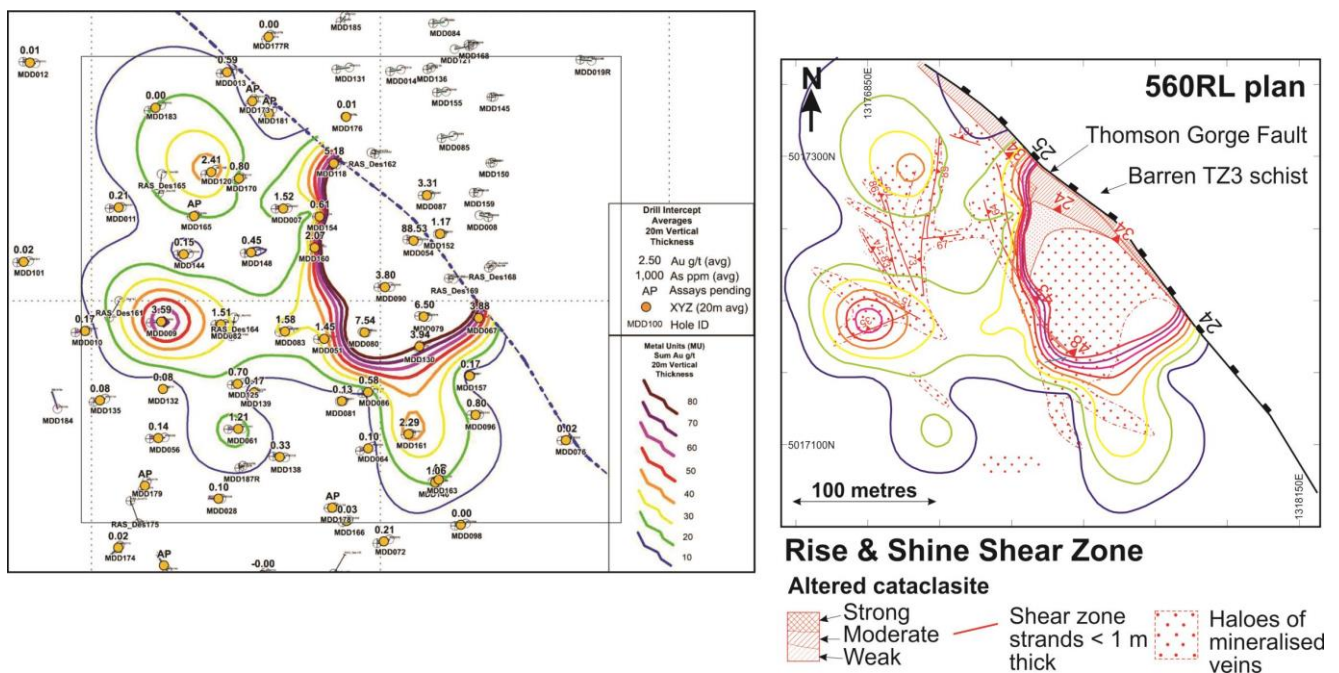 0.00
MDD177R
MDD185
MDD084
MDD168
MDD121
0.01
MDD012
0.59
MDD013
MDD131
MDD014
MDD136
MDD019R
AP
MDD173
AP
MDD181
0.00
MDD183
0.01
MDD176
MDD155
MDD145
MDD085
5.18
MDD118
RAS_Des162
MDD150
2.41
MDD120
0.80
MDD170
RAS_Des165
3.31
MDD087
MDD159
0.21
MDD011
AP
MDD165
1.52
MDD007
0.61
MDD154
MDD008
1.17
MDD152
88.53
MDD054
2.07
MDD160
0.15
MDD144
0.45
MDD148
0.02
MDD101
RAS_Des168
RAS_Des169
3.80
MDD090
RAS_Des161
3.59
MDD009
1.51
RAS_Des164
0.17
MDD010
1.58
MDD083
1.45
MDD051
7.54
MDD080
6.50
MDD079
3.88
MDD067
3.94
MDD130
0.17
MDD157
0.70
MDD125
0.17
MDD139
0.08
MDD132
0.08
MDD135
MDD184
0.13
MDD081
0.58
MDD086
0.80
MDD096
2.29
MDD161
1.21
MDD061
0.14
MDD056
0.33
MDD138
0.10
MDD064
0.02
MDD076
MDD187R
AP
MDD179
0.10
MDD028
1.06
MDD163
RAS_Des175
AP
MDD178
0.03
MDD166
0.00
MDD098
0.21
MDD072
0.02
MDD174
AP
-0.00
Drill Intercept
Averages
20m Vertical
Thickness
2.50 Au g/t (avg)
1,000 As ppm (avg)
AP Assays pending
XYZ (20m avg)
MDD100 Hole ID
Metal Units (MU)
Sum Au g/t
20m Vertical
Thickness
80
70
60
50
40
30
20
10
N
13176850E
560RL plan
Thomson Gorge Fault
Barren TZ3 schist
5017300N
25
34
24
34
24
48
5017100N
100 metres
1318150E
Rise & Shine Shear Zone
Altered cataclasite
Strong
Moderate
Weak
Shear zone
strands < 1 m
thick
Haloes of
mineralised
veins